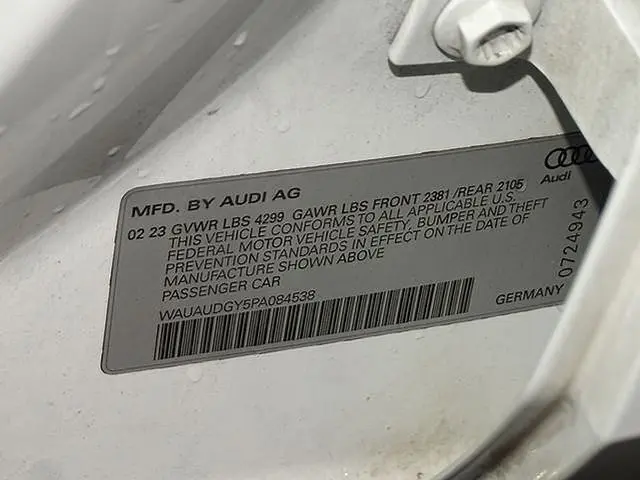 MFD. BY AUDI AG
02 23 GVWR LBS 4299 GAWR LBS FRONT 2381 /REAR 2105
THIS VEHICLE CONFORMS TO ALL APPLICABLE U.S.
FEDERAL MOTOR VEHICLE SAFETY, BUMPER AND THEFT
PREVENTION STANDARDS IN EFFECT ON THE DATE OF
MANUFACTURE SHOWN ABOVE
PASSENGER CAR
WAUAUDGY5PA084538
GERMANY
Audi
0724943